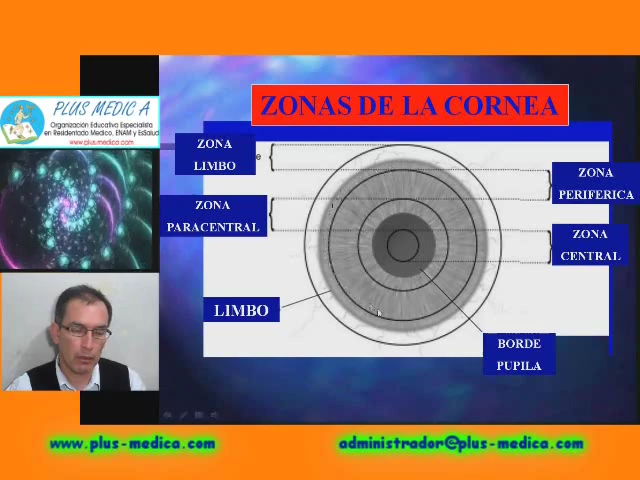 PLUS MEDIC A
Organización Educativa Especialista
en Residentado Medico, ENAM y EsSalud
www.plus-medica.com
ZONAS DE LA CORNEA
ZONA
LIMBO
ZONA
PERIFERICA
ZONA
PARACENTRAL
ZONA
CENTRAL
LIMBO
BORDE
PUPILA
www.plus-medica.com
administrador@plus-medica.com